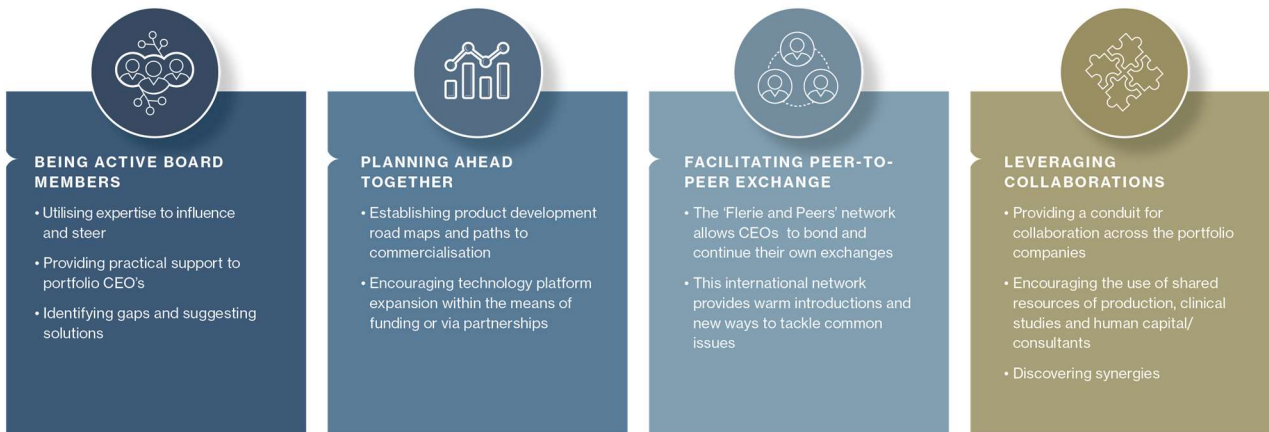 BEING ACTIVE BOARD
MEMBERS
• Utilising expertise to influence
and steer
• Providing practical support to
portfolio CEO's
• Identifying gaps and suggesting
solutions
PLANNING AHEAD
TOGETHER
• Establishing product development
road maps and paths to
commercialisation
• Encouraging technology platform
expansion within the means of
funding or via partnerships
FACILITATING PEER-TO-
PEER EXCHANGE
• The ‘Flerie and Peers’ network
allows CEOs to bond and
continue their own exchanges
• This international network
provides warm introductions and
new ways to tackle common
issues
LEVERAGING
COLLABORATIONS
• Providing a conduit for
collaboration across the portfolio
companies
• Encouraging the use of shared
resources of production, clinical
studies and human capital/
consultants
• Discovering synergies